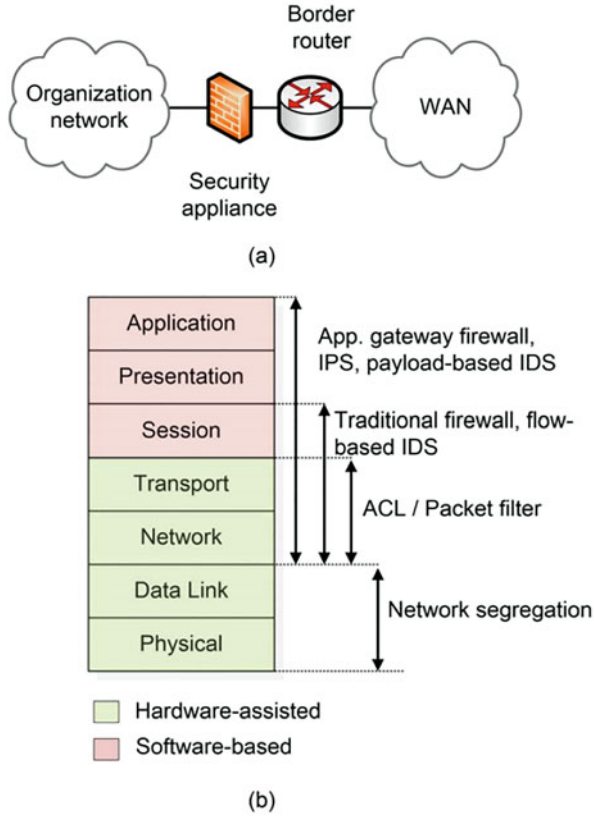 Border
router
Organization
network
WAN
Security
appliance
(a)
Application
Presentation
Session
Transport
Network
Data Link
Physical
App. gateway firewall,
IPS, payload-based IDS
Traditional firewall, flow-
based IDS
ACL / Packet filter
Network segregation
Hardware-assisted
Software-based
(b)